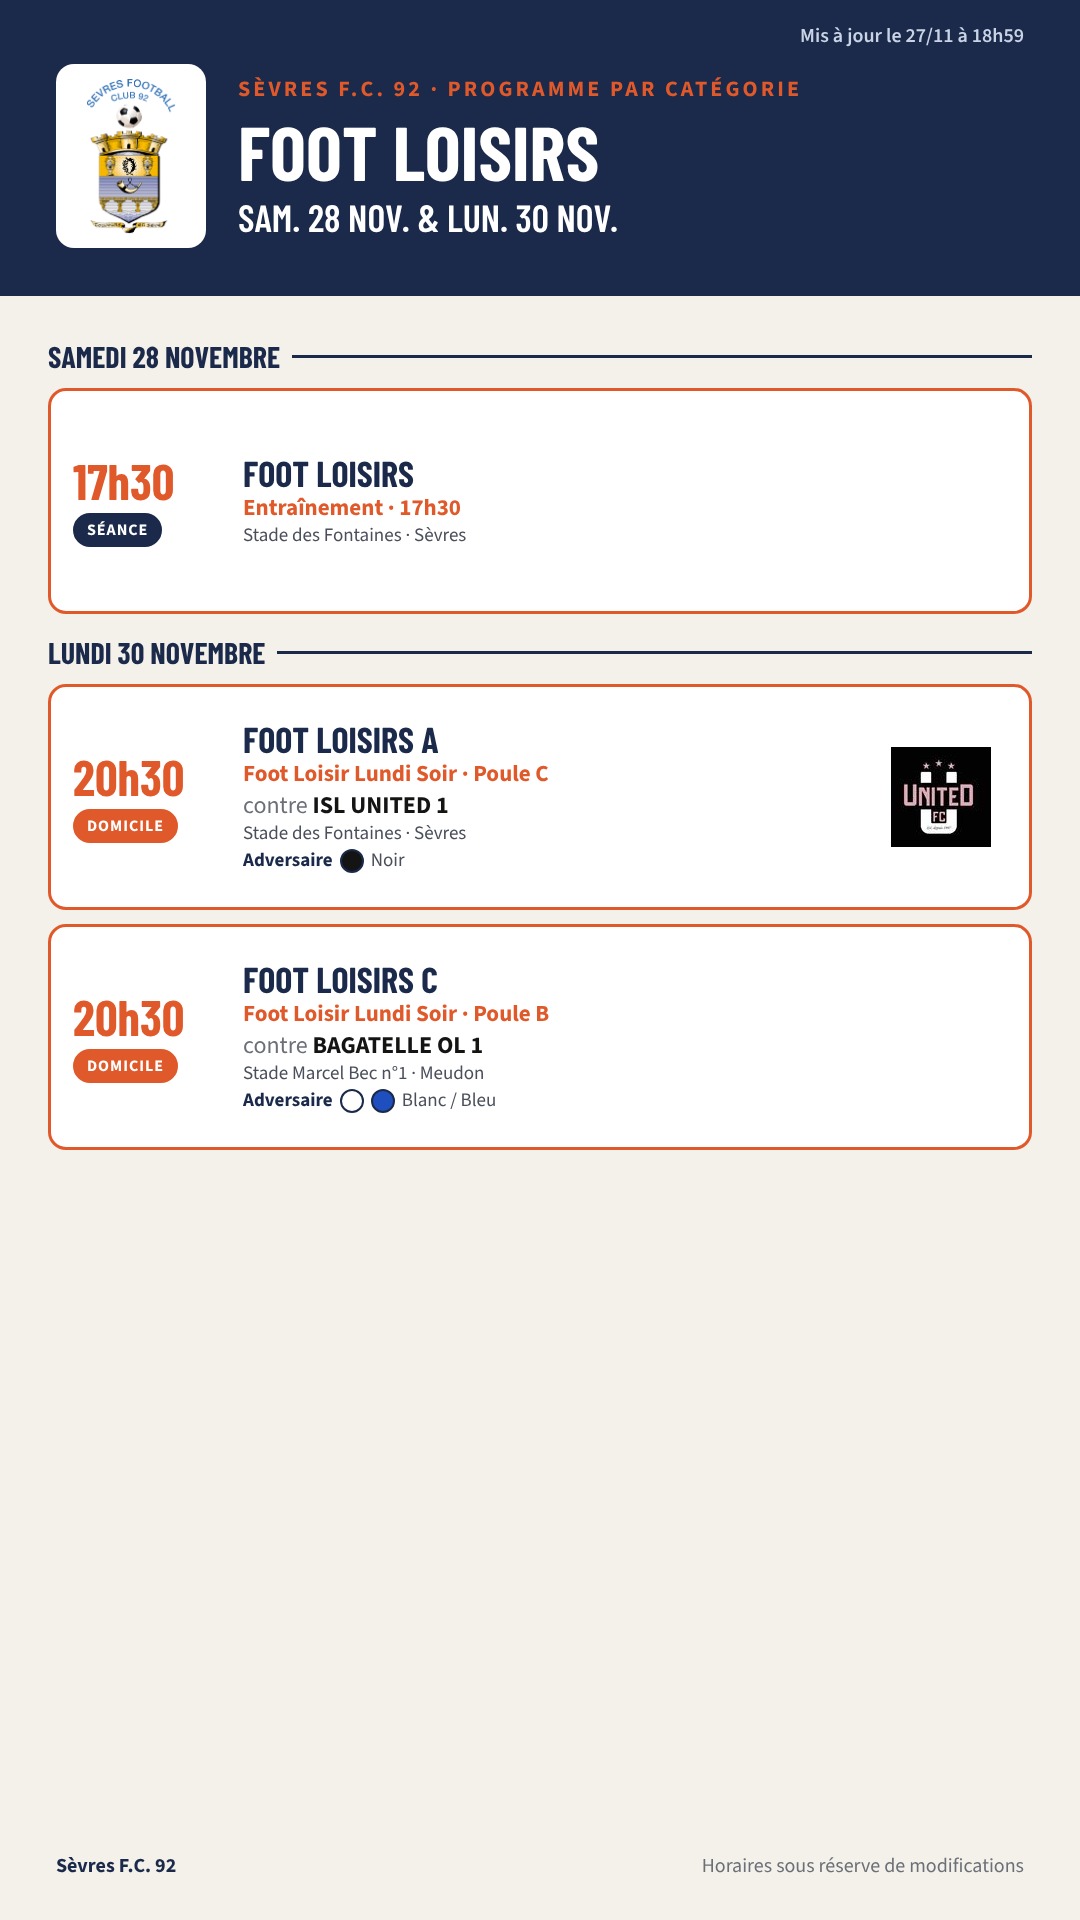 Mis à jour le 27/11 à 18h59
SEVRES FOOTBALL
CLUB 92
SÈVRES F.C. 92 · PROGRAMME PAR CATÉGORIE
FOOT LOISIRS
SAM. 28 NOV. & LUN. 30 NOV.
SAMEDI 28 NOVEMBRE
17h30
SÉANCE
FOOT LOISIRS
Entraînement · 17h30
Stade des Fontaines · Sèvres
LUNDI 30 NOVEMBRE
20h30
DOMICILE
FOOT LOISIRS A
Foot Loisir Lundi Soir · Poule C
contre ISL UNITED 1
Stade des Fontaines · Sèvres
Adversaire Noir
UNITED
FC
20h30
DOMICILE
FOOT LOISIRS C
Foot Loisir Lundi Soir · Poule B
contre BAGATELLE OL 1
Stade Marcel Bec n°1 · Meudon
Adversaire Blanc / Bleu
Sèvres F.C. 92
Horaires sous réserve de modifications